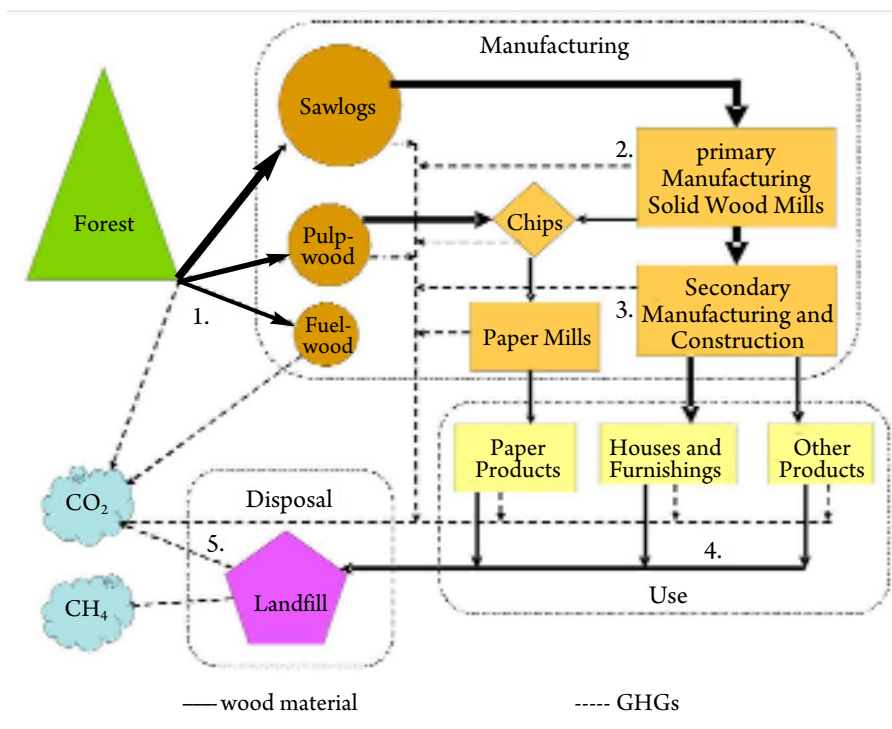 Manufacturing
Sawlogs
2.
primary
Manufacturing
Solid Wood Mills
Forest
Pulp-
wood
Chips
1.
Fuel-
wood
Paper Mills
3.
Secondary
Manufacturing and
Construction
Paper
Products
Houses and
Furnishings
Other
Products
CO₂
Disposal
5.
4.
CH₄
Landfill
Use
wood material
GHGs